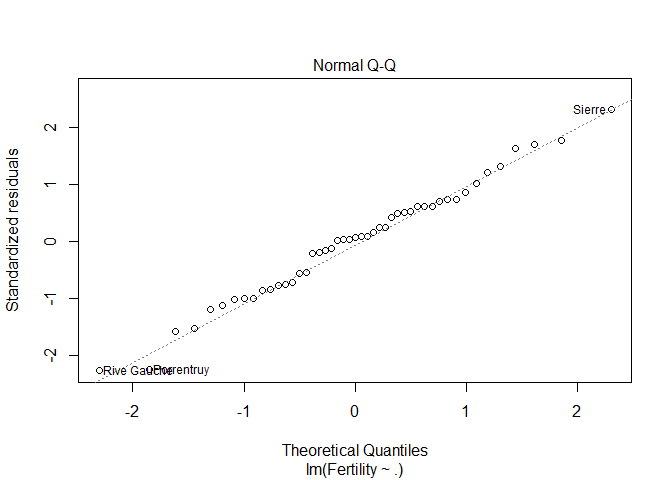 Normal Q-Q
Standardized residuals
2
1
0
-1
-2
Sierre
Rive Gauche
Porrentruy
-2
-1
0
1
2
Theoretical Quantiles
lm(Fertility ~ .)